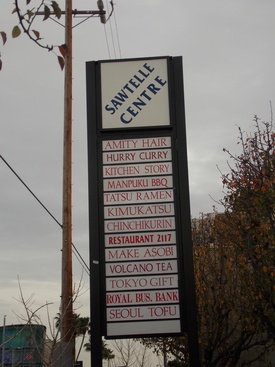 SAWTELLE
CENTRE
AMITY HAIR
HURRY CURRY
KITCHEN STORY
MANPUKU BBQ
TATSU RAMEN
KIMUKATSU
CHINCHIKURIN
RESTAURANT 2117
MAKE ASOBI
VOLCANO TEA
TOKYO GIFT
ROYAL BUS. BANK
SEOUL TOFU